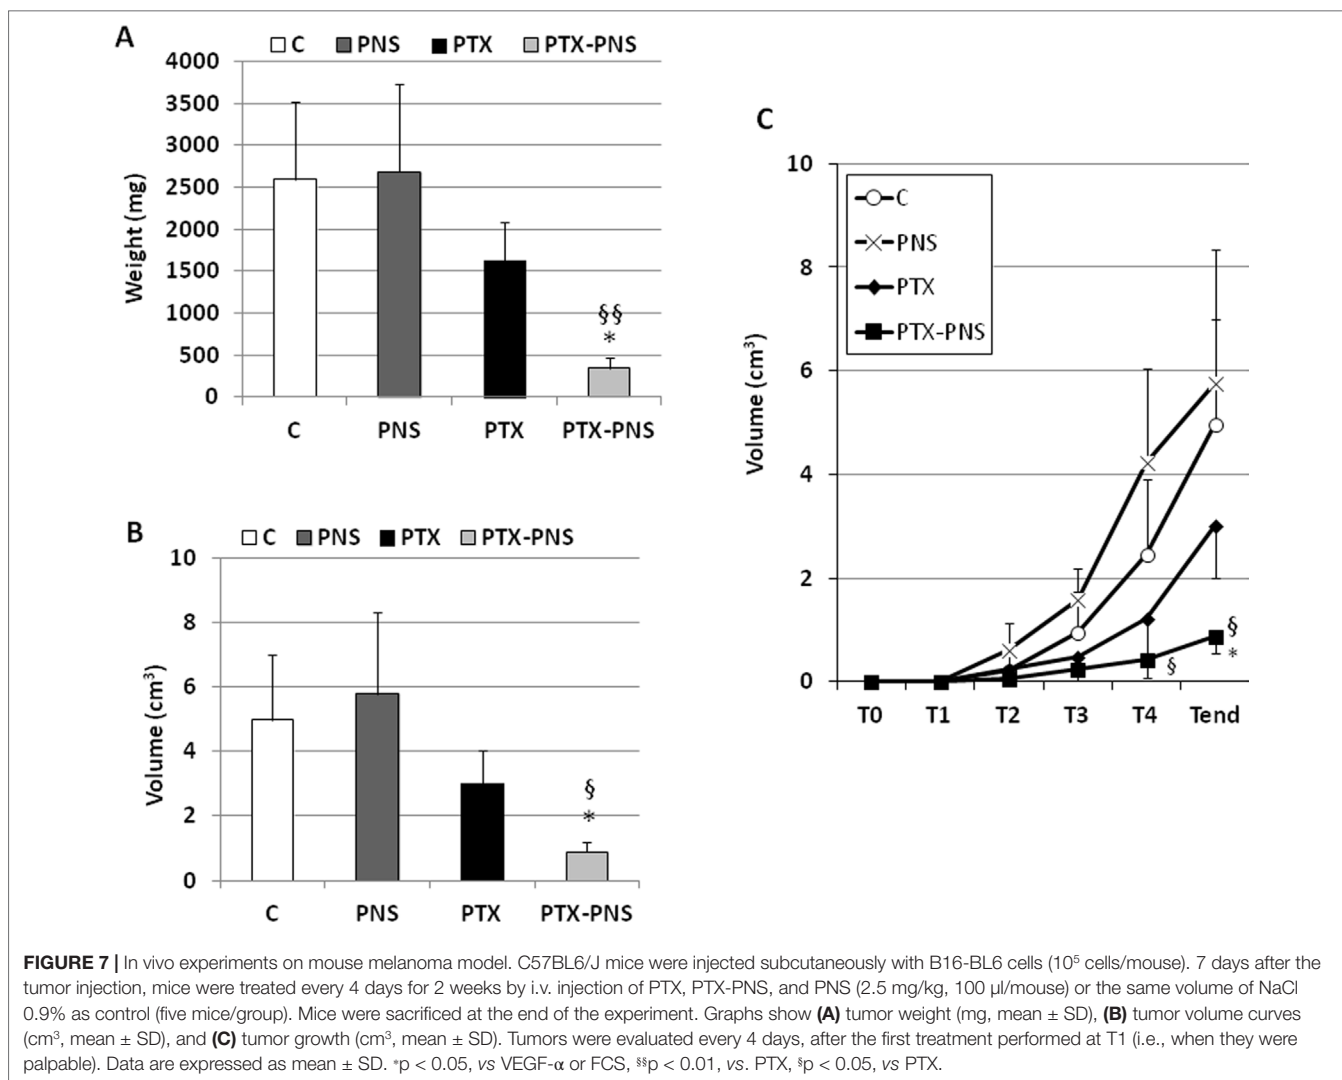 A
C PNS PTX PTX-PNS
4000
3500
3000
2500
2000
1500
1000
500
0
Weight (mg)
§§
*
C PNS PTX PTX-PNS
B
C PNS PTX PTX-PNS
10
8
6
4
2
0
Volume (cm³)
§
*
C PNS PTX PTX-PNS
C
10
8
6
4
2
0
Volume (cm³)
C
PNS
PTX
PTX-PNS
§
§
*
T0 T1 T2 T3 T4 Tend
FIGURE 7 | In vivo experiments on mouse melanoma model. C57BL6/J mice were injected subcutaneously with B16-BL6 cells (10⁵ cells/mouse). 7 days after the
tumor injection, mice were treated every 4 days for 2 weeks by i.v. injection of PTX, PTX-PNS, and PNS (2.5 mg/kg, 100 µl/mouse) or the same volume of NaCl
0.9% as control (five mice/group). Mice were sacrificed at the end of the experiment. Graphs show (A) tumor weight (mg, mean ± SD), (B) tumor volume curves
(cm³, mean ± SD), and (C) tumor growth (cm³, mean ± SD). Tumors were evaluated every 4 days, after the first treatment performed at T1 (i.e., when they were
palpable). Data are expressed as mean ± SD. *p < 0.05, vs VEGF-α or FCS, §§p < 0.01, vs. PTX, §p < 0.05, vs PTX.